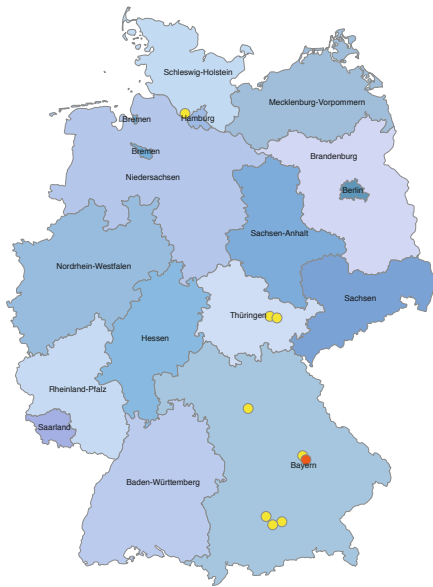 Schleswig-Holstein
Mecklenburg-Vorpommern
Hamburg
Bremen
Bremen
Brandenburg
Niedersachsen
Berlin
Sachsen-Anhalt
Nordrhein-Westfalen
Sachsen
Thüringen
Hessen
Rheinland-Pfalz
Saarland
Bayern
Baden-Württemberg